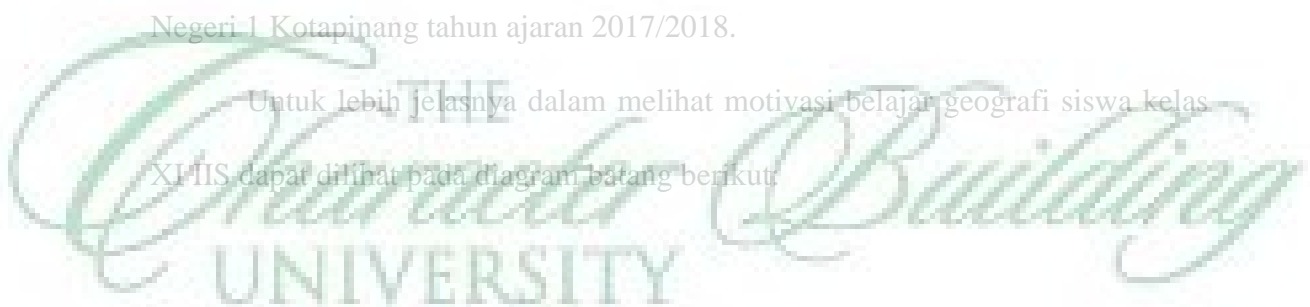 Negeri 1 Kotapinang tahun ajaran 2017/2018.
THE
Untuk lebih jelasnya dalam melihat motivasi belajar geografi siswa kelas
XI IIS dapat dilihat pada diagram batang berikut:
Character Building
UNIVERSITY